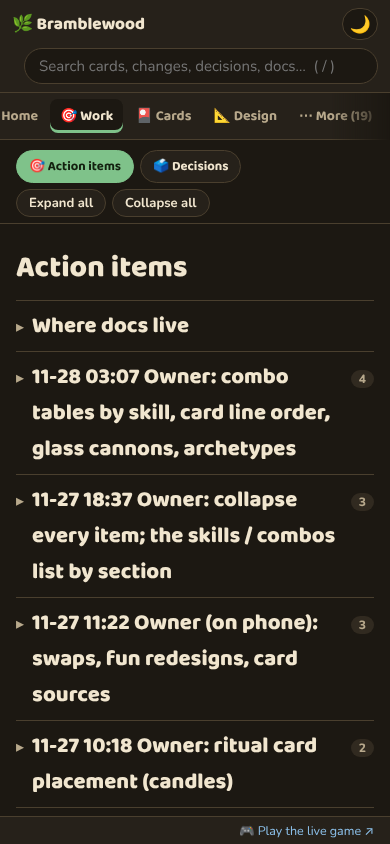 🌿 Bramblewood 🌙
Search cards, changes, decisions, docs... ( / )
Home 🎯 Work 🎴 Cards 📐 Design ··· More (19)
🎯 Action items 🗳️ Decisions
Expand all Collapse all
Action items
▸ Where docs live
▸ 11-28 03:07 Owner: combo 4
tables by skill, card line order,
glass cannons, archetypes
▸ 11-27 18:37 Owner: collapse 3
every item; the skills / combos
list by section
▸ 11-27 11:22 Owner (on phone): 3
swaps, fun redesigns, card
sources
▸ 11-27 10:18 Owner: ritual card 2
placement (candles)
🎮 Play the live game ↗